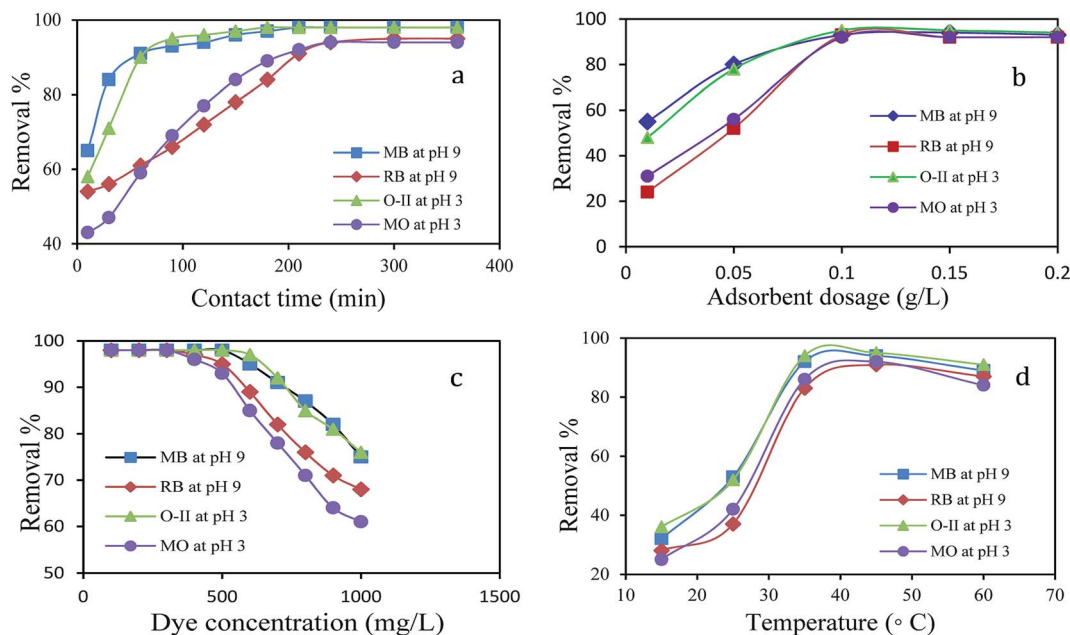 100
80
60
40
0
100
200
300
400
Removal %
Contact time (min)
a
MB at pH 9
RB at pH 9
O-II at pH 3
MO at pH 3
100
80
60
40
20
0
0
0.05
0.1
0.15
0.2
Removal %
Adsorbent dosage (g/L)
b
MB at pH 9
RB at pH 9
O-II at pH 3
MO at pH 3
100
90
80
70
60
50
0
500
1000
1500
Removal %
Dye concentration (mg/L)
c
MB at pH 9
RB at pH 9
O-II at pH 3
MO at pH 3
100
80
60
40
20
10
20
30
40
50
60
70
Removal %
Temperature (◦ C)
d
MB at pH 9
RB at pH 9
O-II at pH 3
MO at pH 3